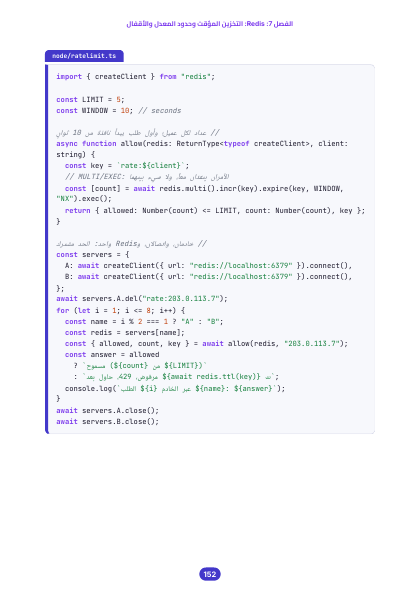 الفصل 7: Redis: التخزين المؤقت وحدود المعدل والأقفال
node/ratelimit.ts
import { createClient } from "redis";
const LIMIT = 5;
const WINDOW = 10; // seconds
// عداد لكل عميل، وأول طلب يبدأ نافذة من 10 ثوانٍ
async function allow(redis: ReturnType<typeof createClient>, client:
string) {
const key = `rate:${client}`;
// MULTI/EXEC: الأمران ينفذان معاً، ولا شيء بينهما
const [count] = await redis.multi().incr(key).expire(key, WINDOW,
"NX").exec();
return { allowed: Number(count) <= LIMIT, count: Number(count), key };
}
// خادمان، واتصالان، وRedis واحد: الحد مشترك
const servers = {
A: await createClient({ url: "redis://localhost:6379" }).connect(),
B: await createClient({ url: "redis://localhost:6379" }).connect(),
};
await servers.A.del("rate:203.0.113.7");
for (let i = 1; i <= 8; i++) {
const name = i % 2 === 1 ? "A" : "B";
const redis = servers[name];
const { allowed, count, key } = await allow(redis, "203.0.113.7");
const answer = allowed
? `مسموح (${count} من ${LIMIT})`
: `مرفوض، 429، حاول بعد ${await redis.ttl(key)} ث`;
console.log(`الطلب ${i} عبر الخادم ${name}: ${answer}`);
}
await servers.A.close();
await servers.B.close();
152